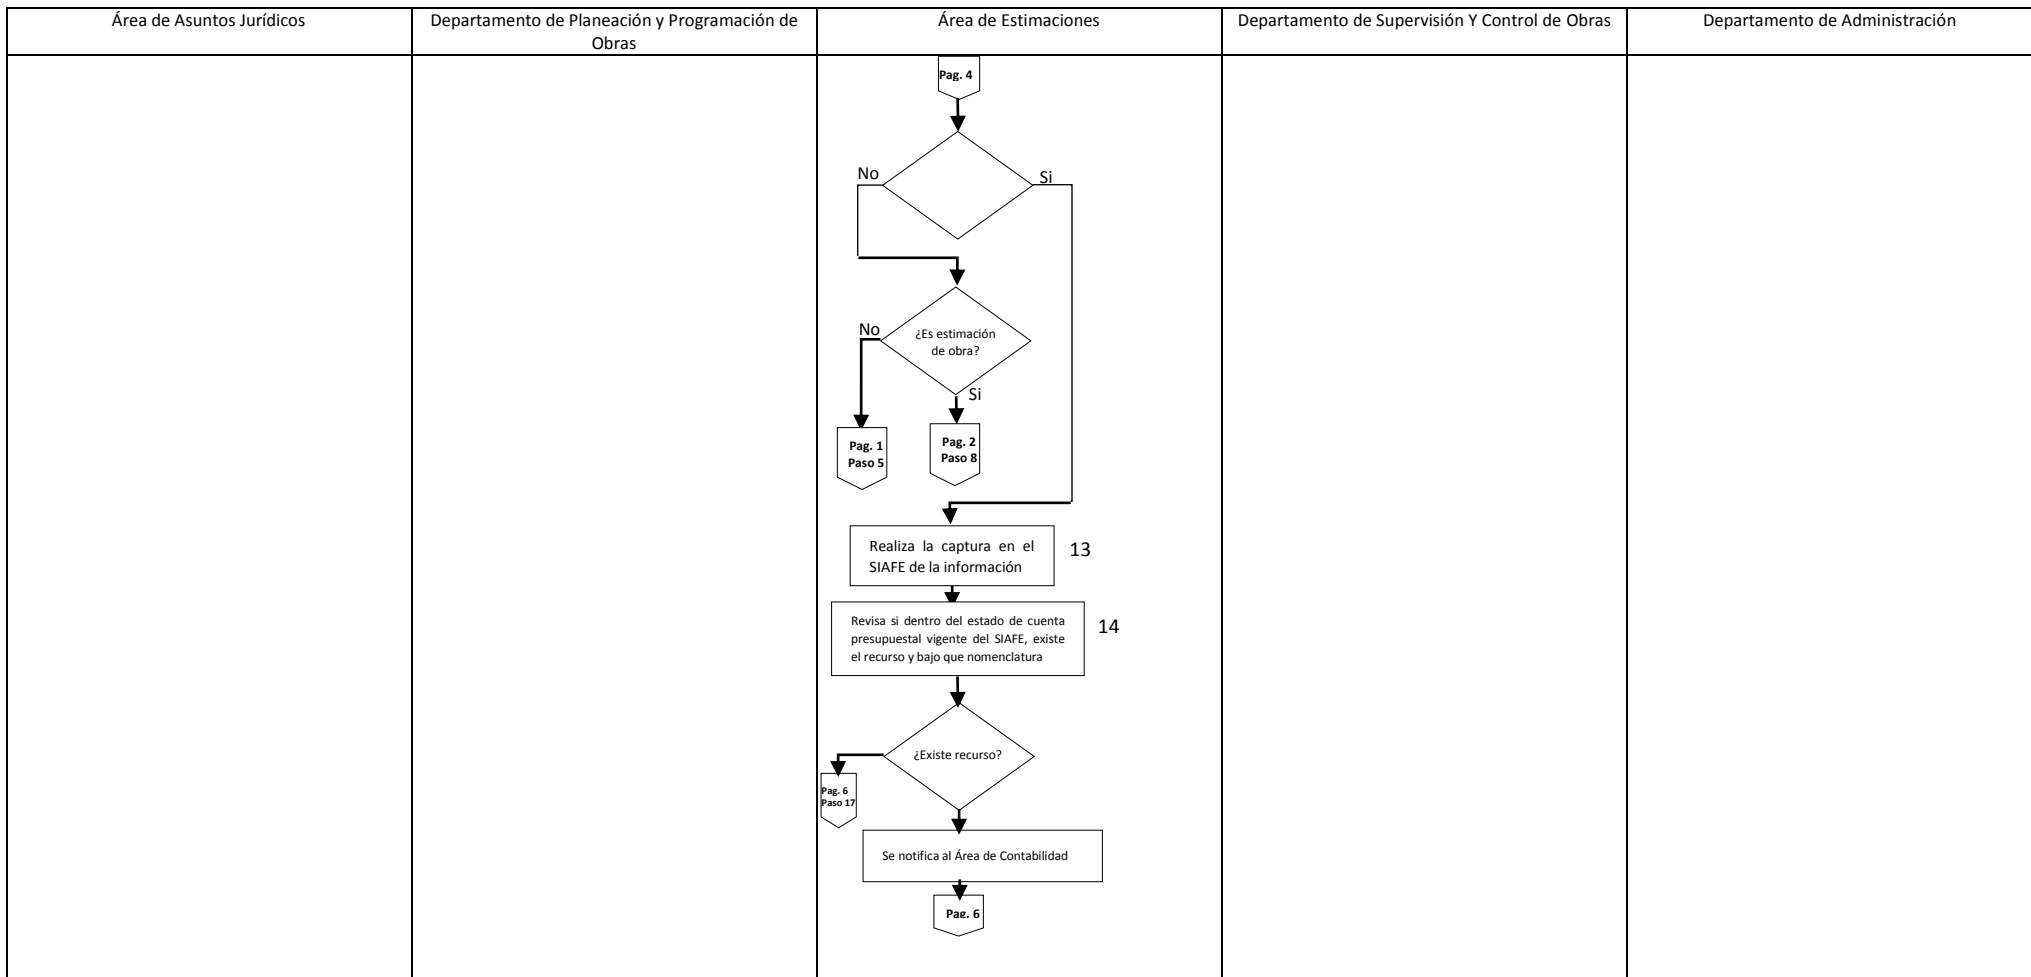 Área de Asuntos Jurídicos
Departamento de Planeación y Programación de
Obras
Área de Estimaciones
Departamento de Supervisión Y Control de Obras
Departamento de Administración
Pag. 4
No
Si
No
¿Es estimación
de obra?
Si
Pag. 1
Paso 5
Pag. 2
Paso 8
Realiza la captura en el
SIAFE de la información
13
Revisa si dentro del estado de cuenta
presupuestal vigente del SIAFE, existe
el recurso y bajo que nomenclatura
14
¿Existe recurso?
Pag. 6
Paso 17
Se notifica al Área de Contabilidad
Pag. 6